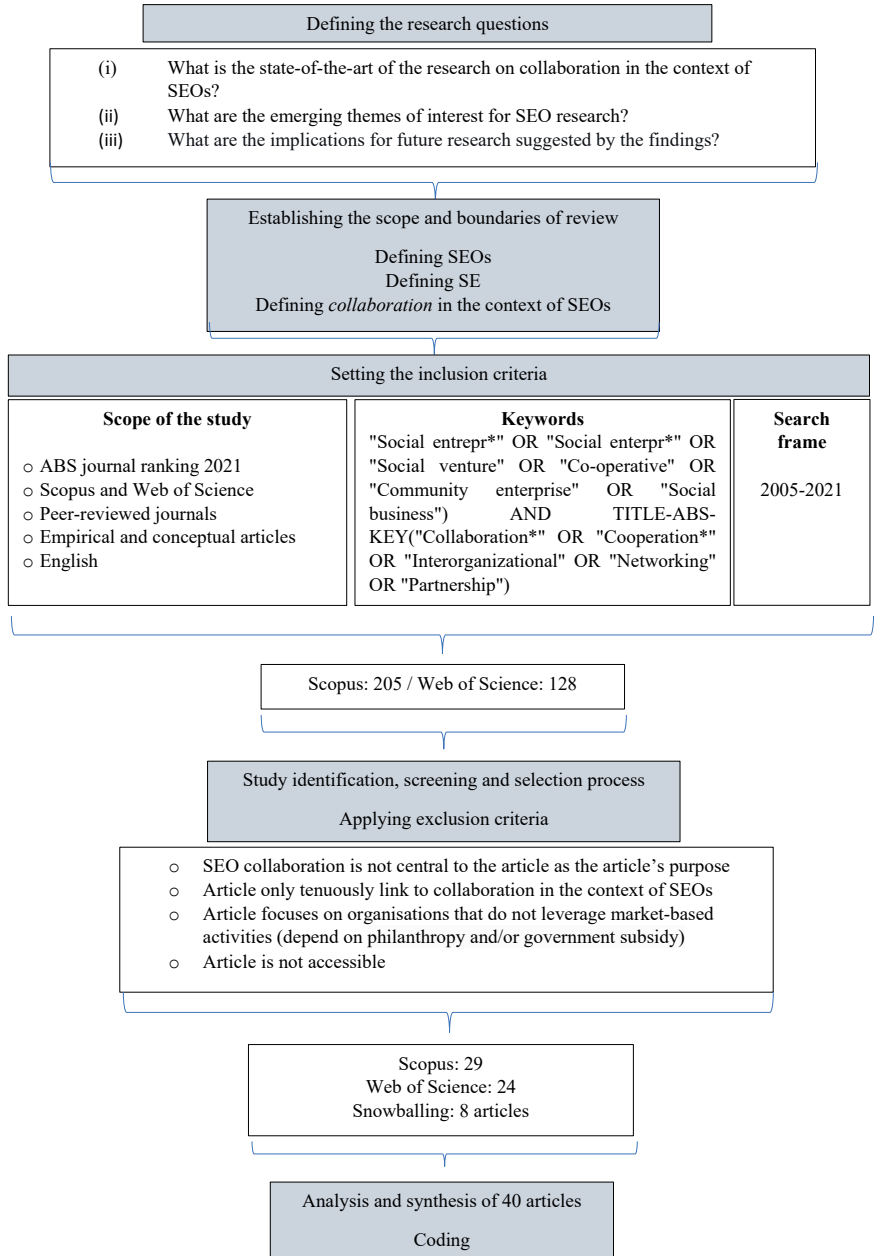 Defining the research questions
(i) What is the state-of-the-art of the research on collaboration in the context of
SEOs?
(ii) What are the emerging themes of interest for SEO research?
(iii) What are the implications for future research suggested by the findings?
Establishing the scope and boundaries of review
Defining SEOs
Defining SE
Defining collaboration in the context of SEOs
Setting the inclusion criteria
Scope of the study
o ABS journal ranking 2021
o Scopus and Web of Science
o Peer-reviewed journals
o Empirical and conceptual articles
o English
Keywords
"Social entrepr*" OR "Social enterpr*" OR
"Social venture" OR "Co-operative" OR
"Community enterprise" OR "Social
business") AND TITLE-ABS-
KEY("Collaboration*" OR "Cooperation*"
OR "Interorganizational" OR "Networking"
OR "Partnership")
Search
frame
2005-2021
Scopus: 205 / Web of Science: 128
Study identification, screening and selection process
Applying exclusion criteria
o SEO collaboration is not central to the article as the article’s purpose
o Article only tenuously link to collaboration in the context of SEOs
o Article focuses on organisations that do not leverage market-based
activities (depend on philanthropy and/or government subsidy)
o Article is not accessible
Scopus: 29
Web of Science: 24
Snowballing: 8 articles
Analysis and synthesis of 40 articles
Coding